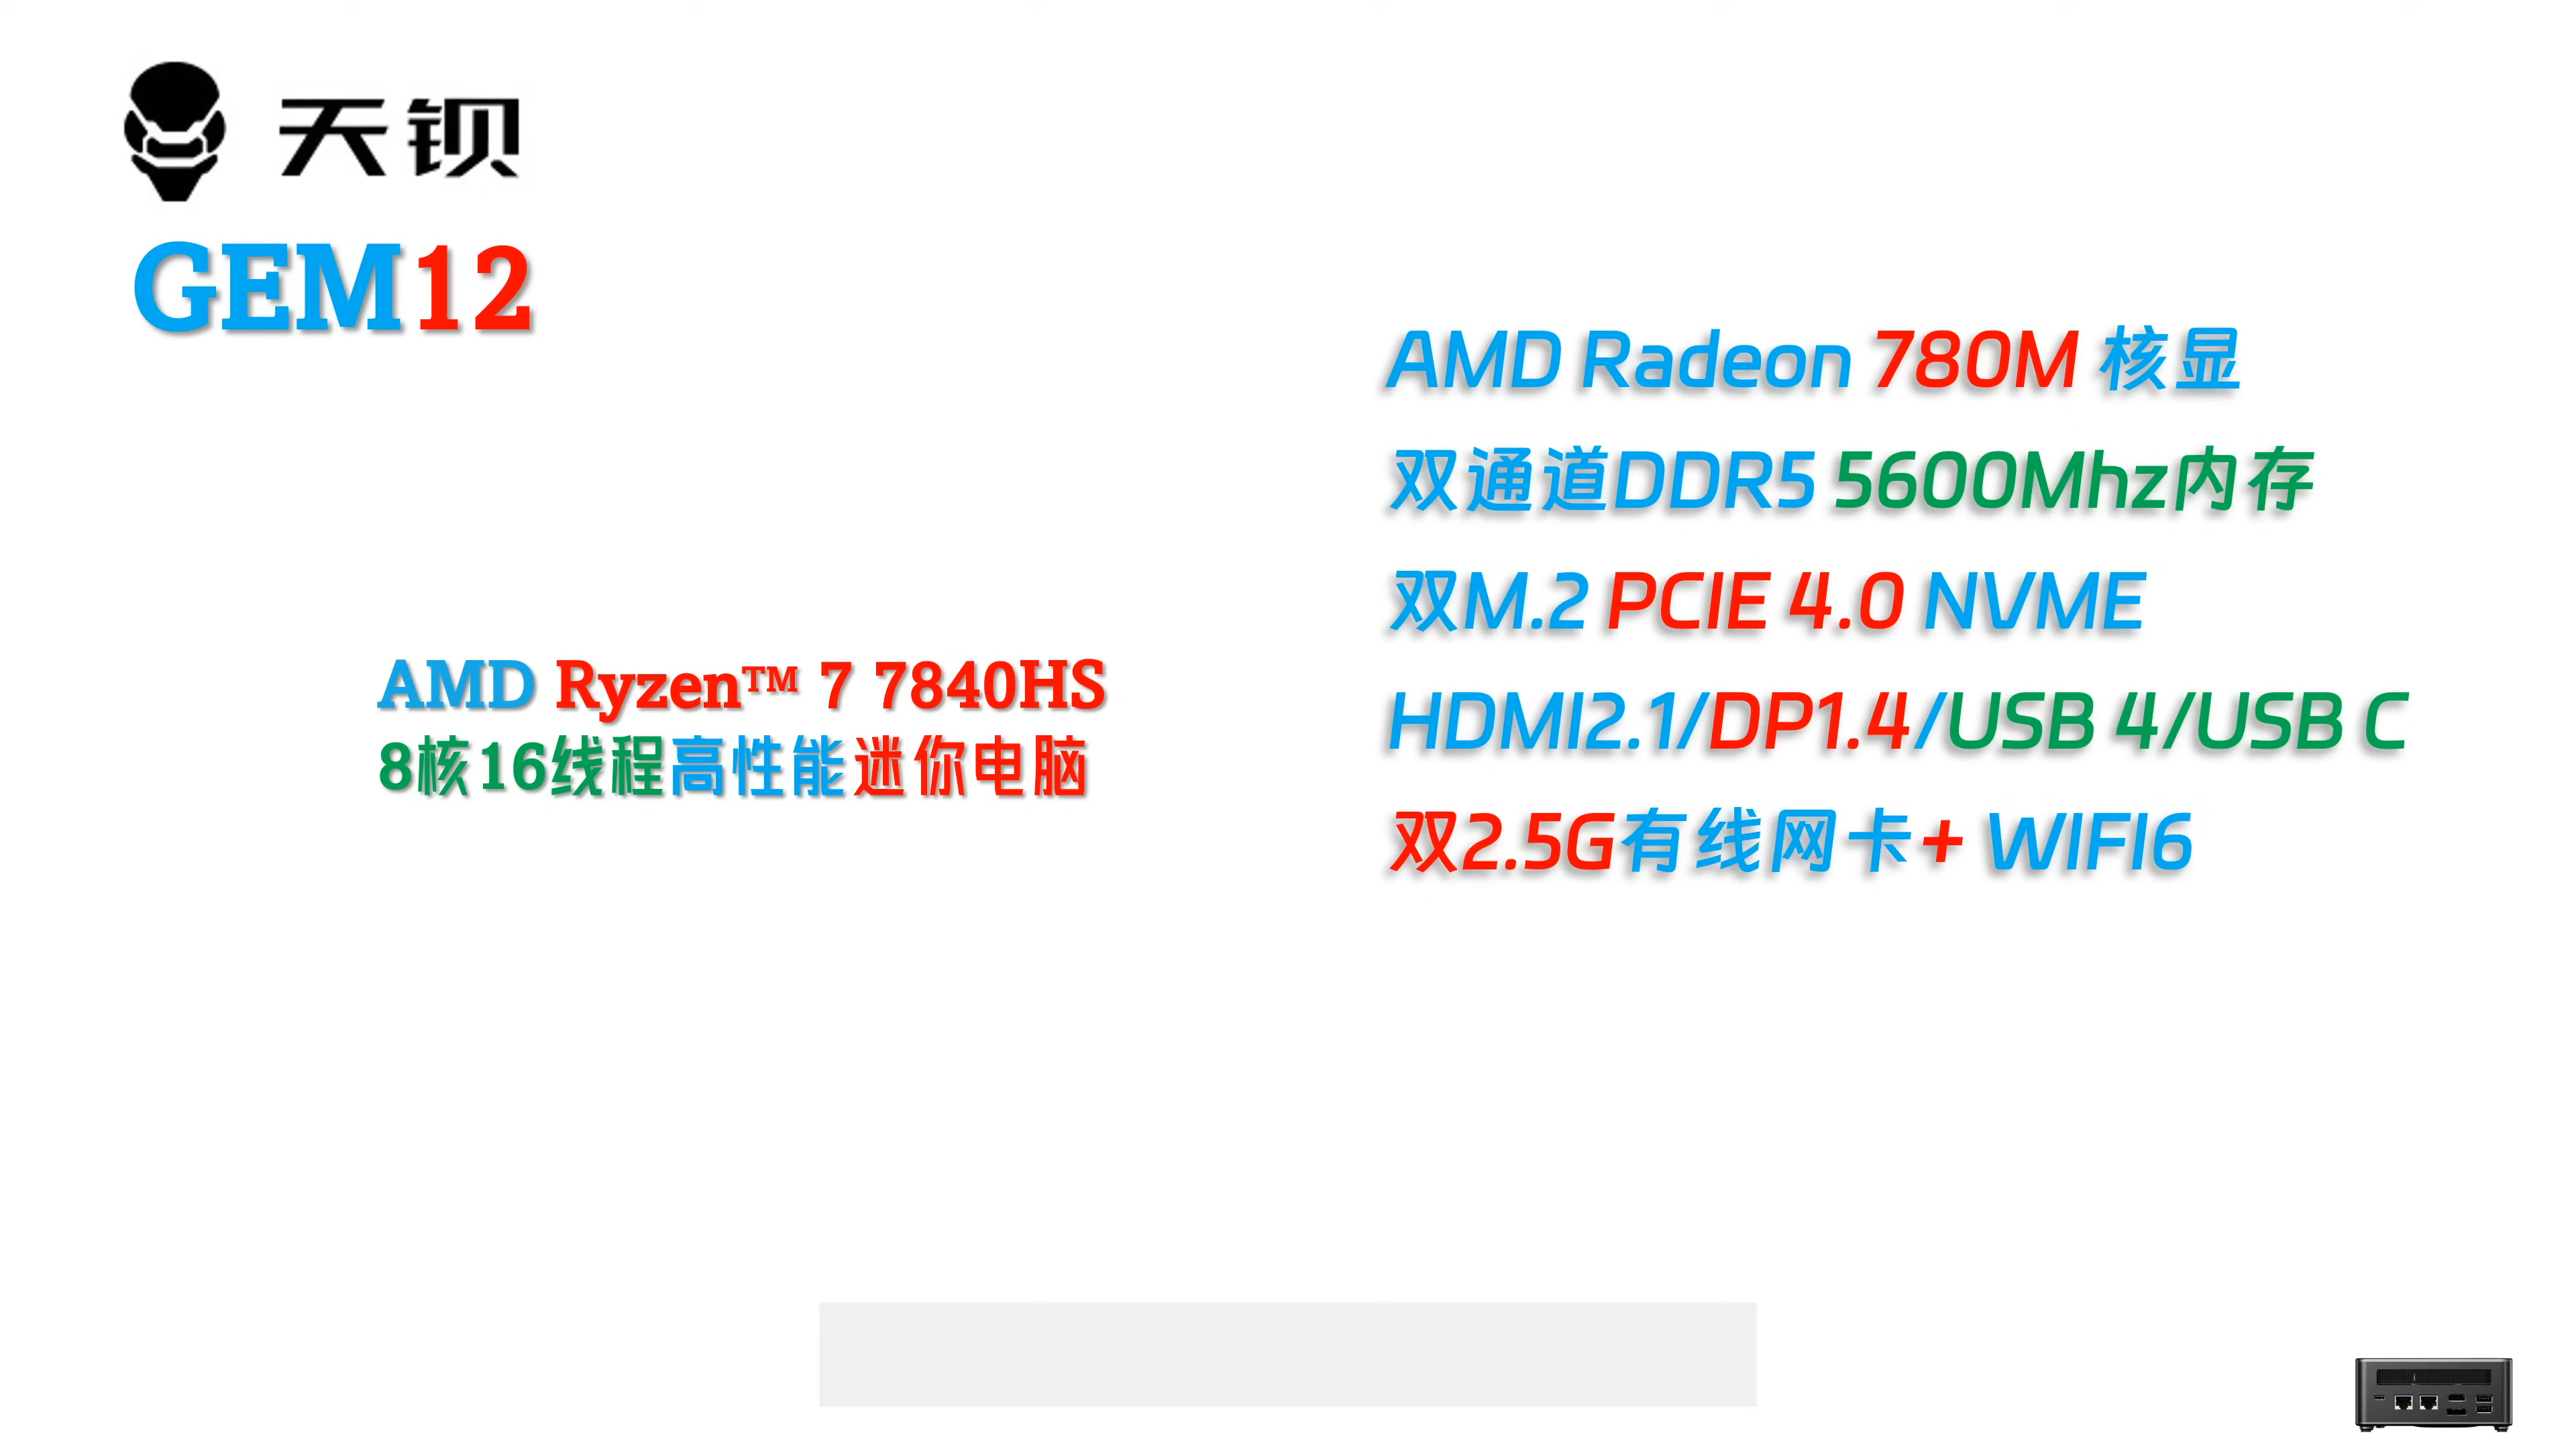 天钡
GEM12
AMD Ryzen™ 7 7840HS
8核16线程高性能迷你电脑
AMD Radeon 780M 核显
双通道DDR5 5600Mhz内存
双M.2 PCIE 4.0 NVME
HDMI2.1/DP1.4/USB 4/USB C
双2.5G有线网卡+ WIFI6